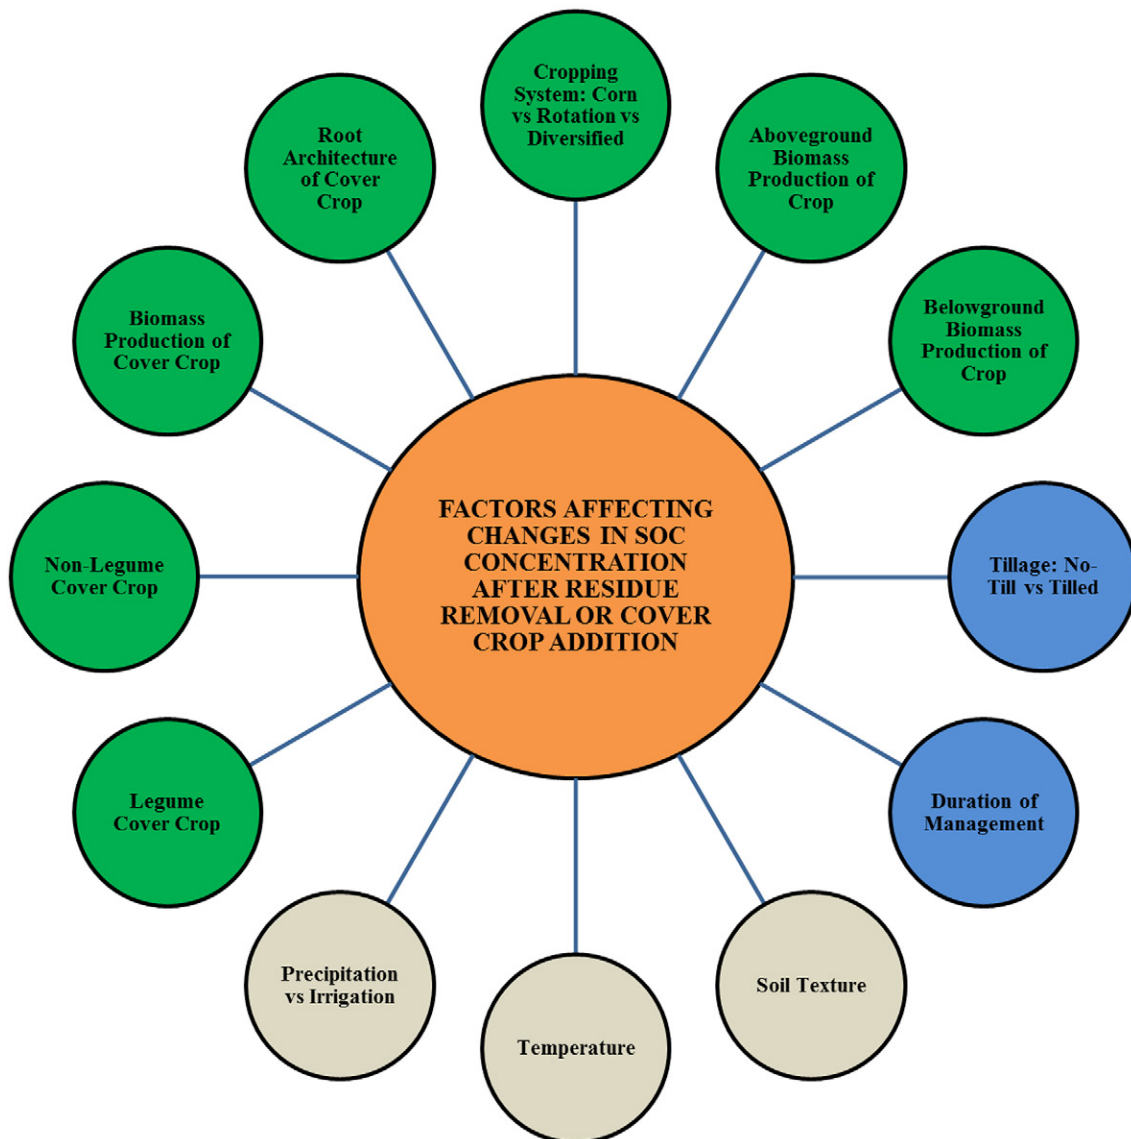 Cropping
System: Corn
vs Rotation vs
Diversified
Aboveground
Biomass
Production of
Crop
Belowground
Biomass
Production of
Crop
Tillage: No-
Till vs Tilled
Duration of
Management
Soil Texture
Temperature
Precipitation
vs Irrigation
Legume
Cover Crop
Non-Legume
Cover Crop
Biomass
Production of
Cover Crop
Root
Architecture
of Cover
Crop
FACTORS AFFECTING
CHANGES IN SOC
CONCENTRATION
AFTER RESIDUE
REMOVAL OR COVER
CROP ADDITION